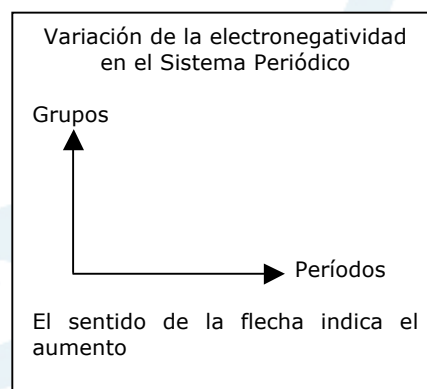 Variación de la electronegatividad
en el Sistema Periódico
Grupos
Períodos
El sentido de la flecha indica el
aumento